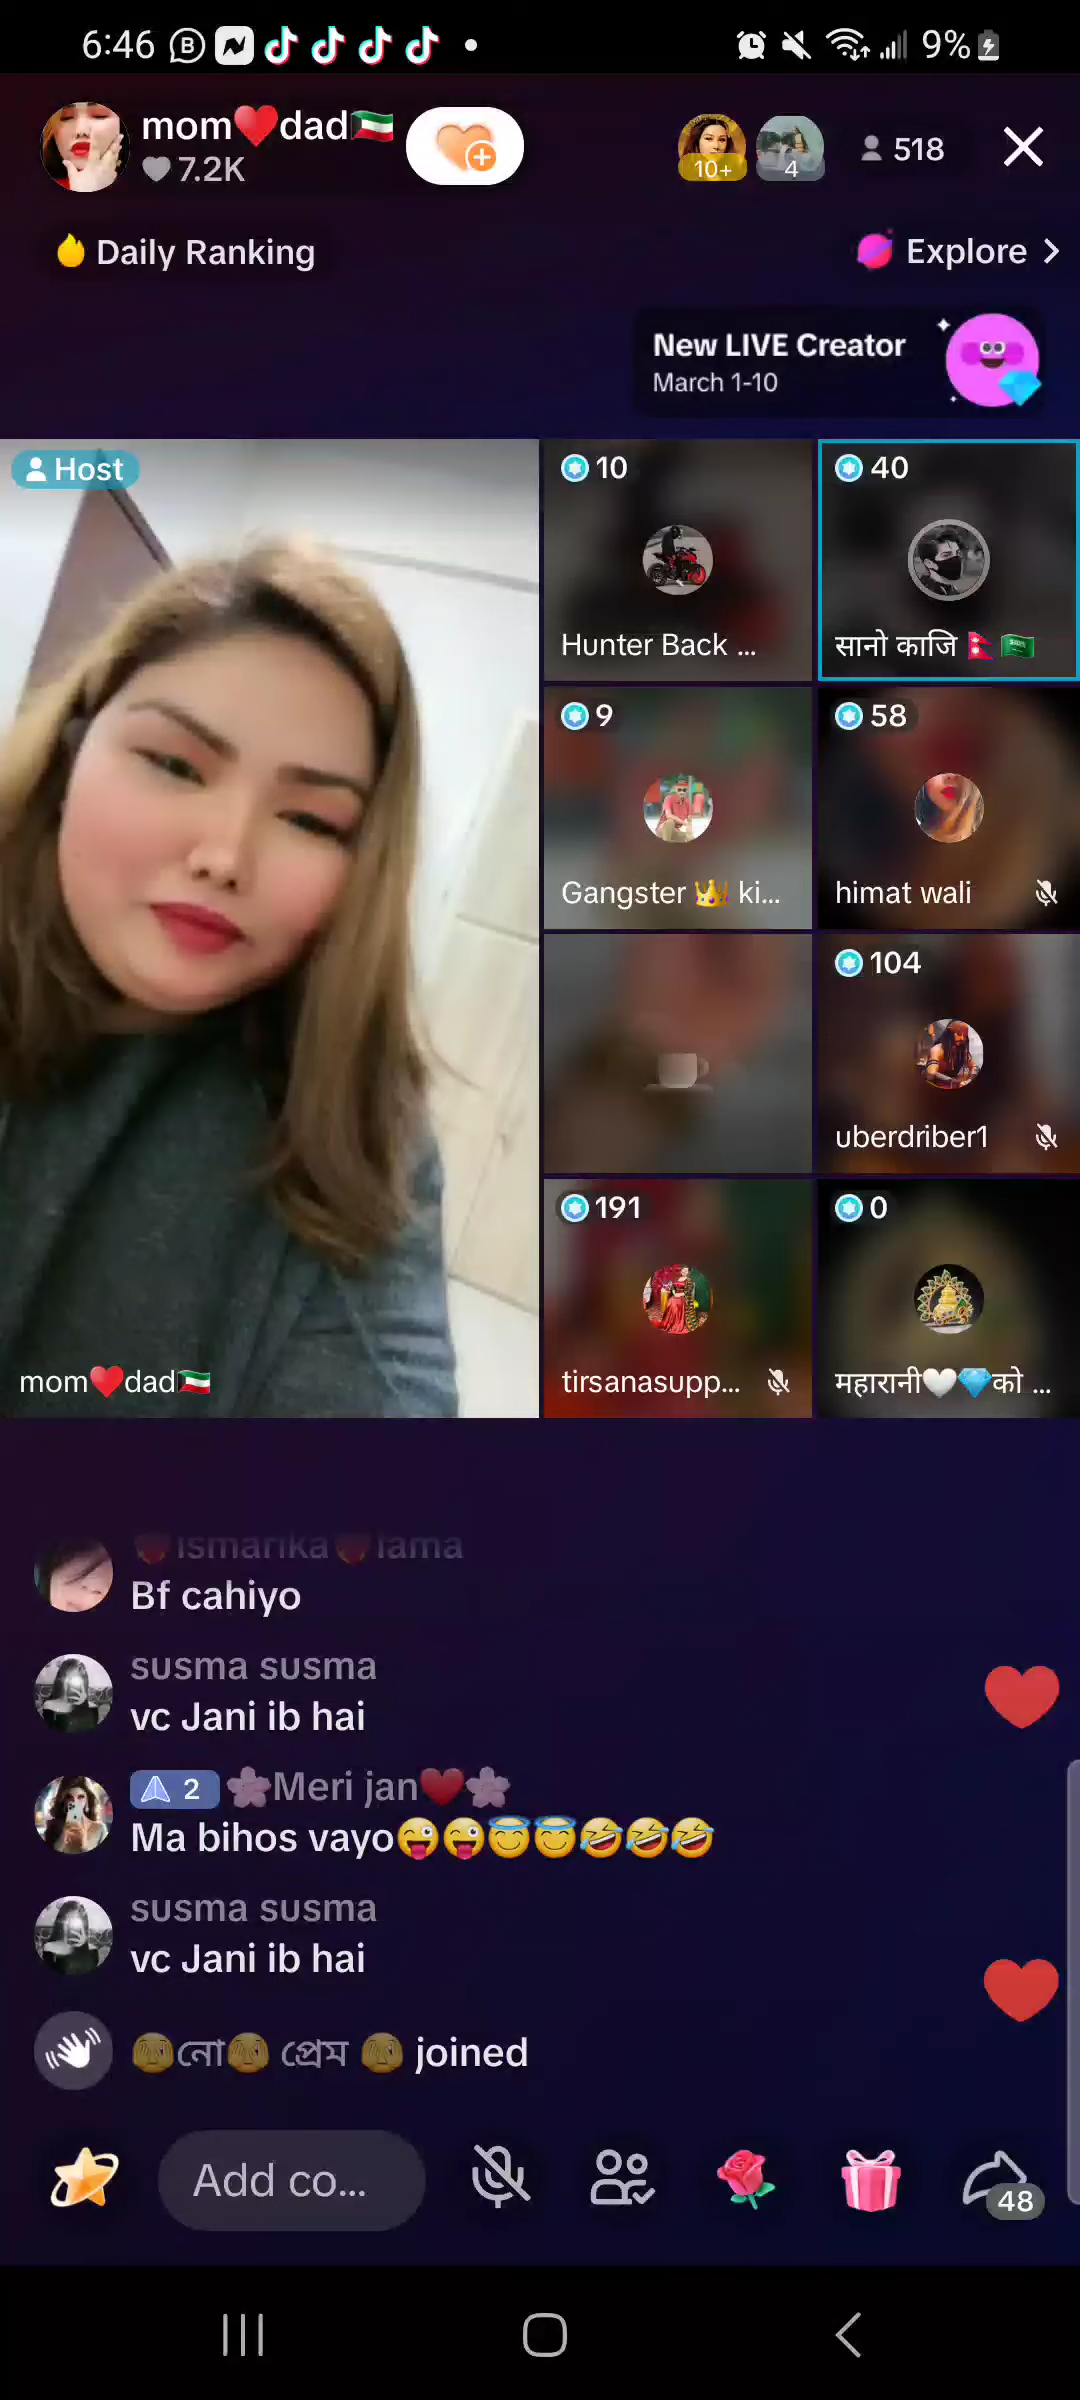 6:46
9%
mom❤️dad🇰🇼
7.2K
10+
4
518
Daily Ranking
Explore
New LIVE Creator
March 1-10
Host
10
Hunter Back ...
40
सानो काजि 🇳🇵🇸🇦
9
Gangster 👑 ki...
58
himat wali
104
uberdriber1
191
tirsanasupp...
0
महारानी🤍💎को ...
mom❤️dad🇰🇼
❤️ismarika❤️lama
Bf cahiyo
susma susma
vc Jani ib hai
2 🌸Meri jan❤️🌸
Ma bihos vayo😜😜😇😇🤣🤣🤣
susma susma
vc Jani ib hai
🫣নো🫣 প্রেম 🫣 joined
Add co...
48